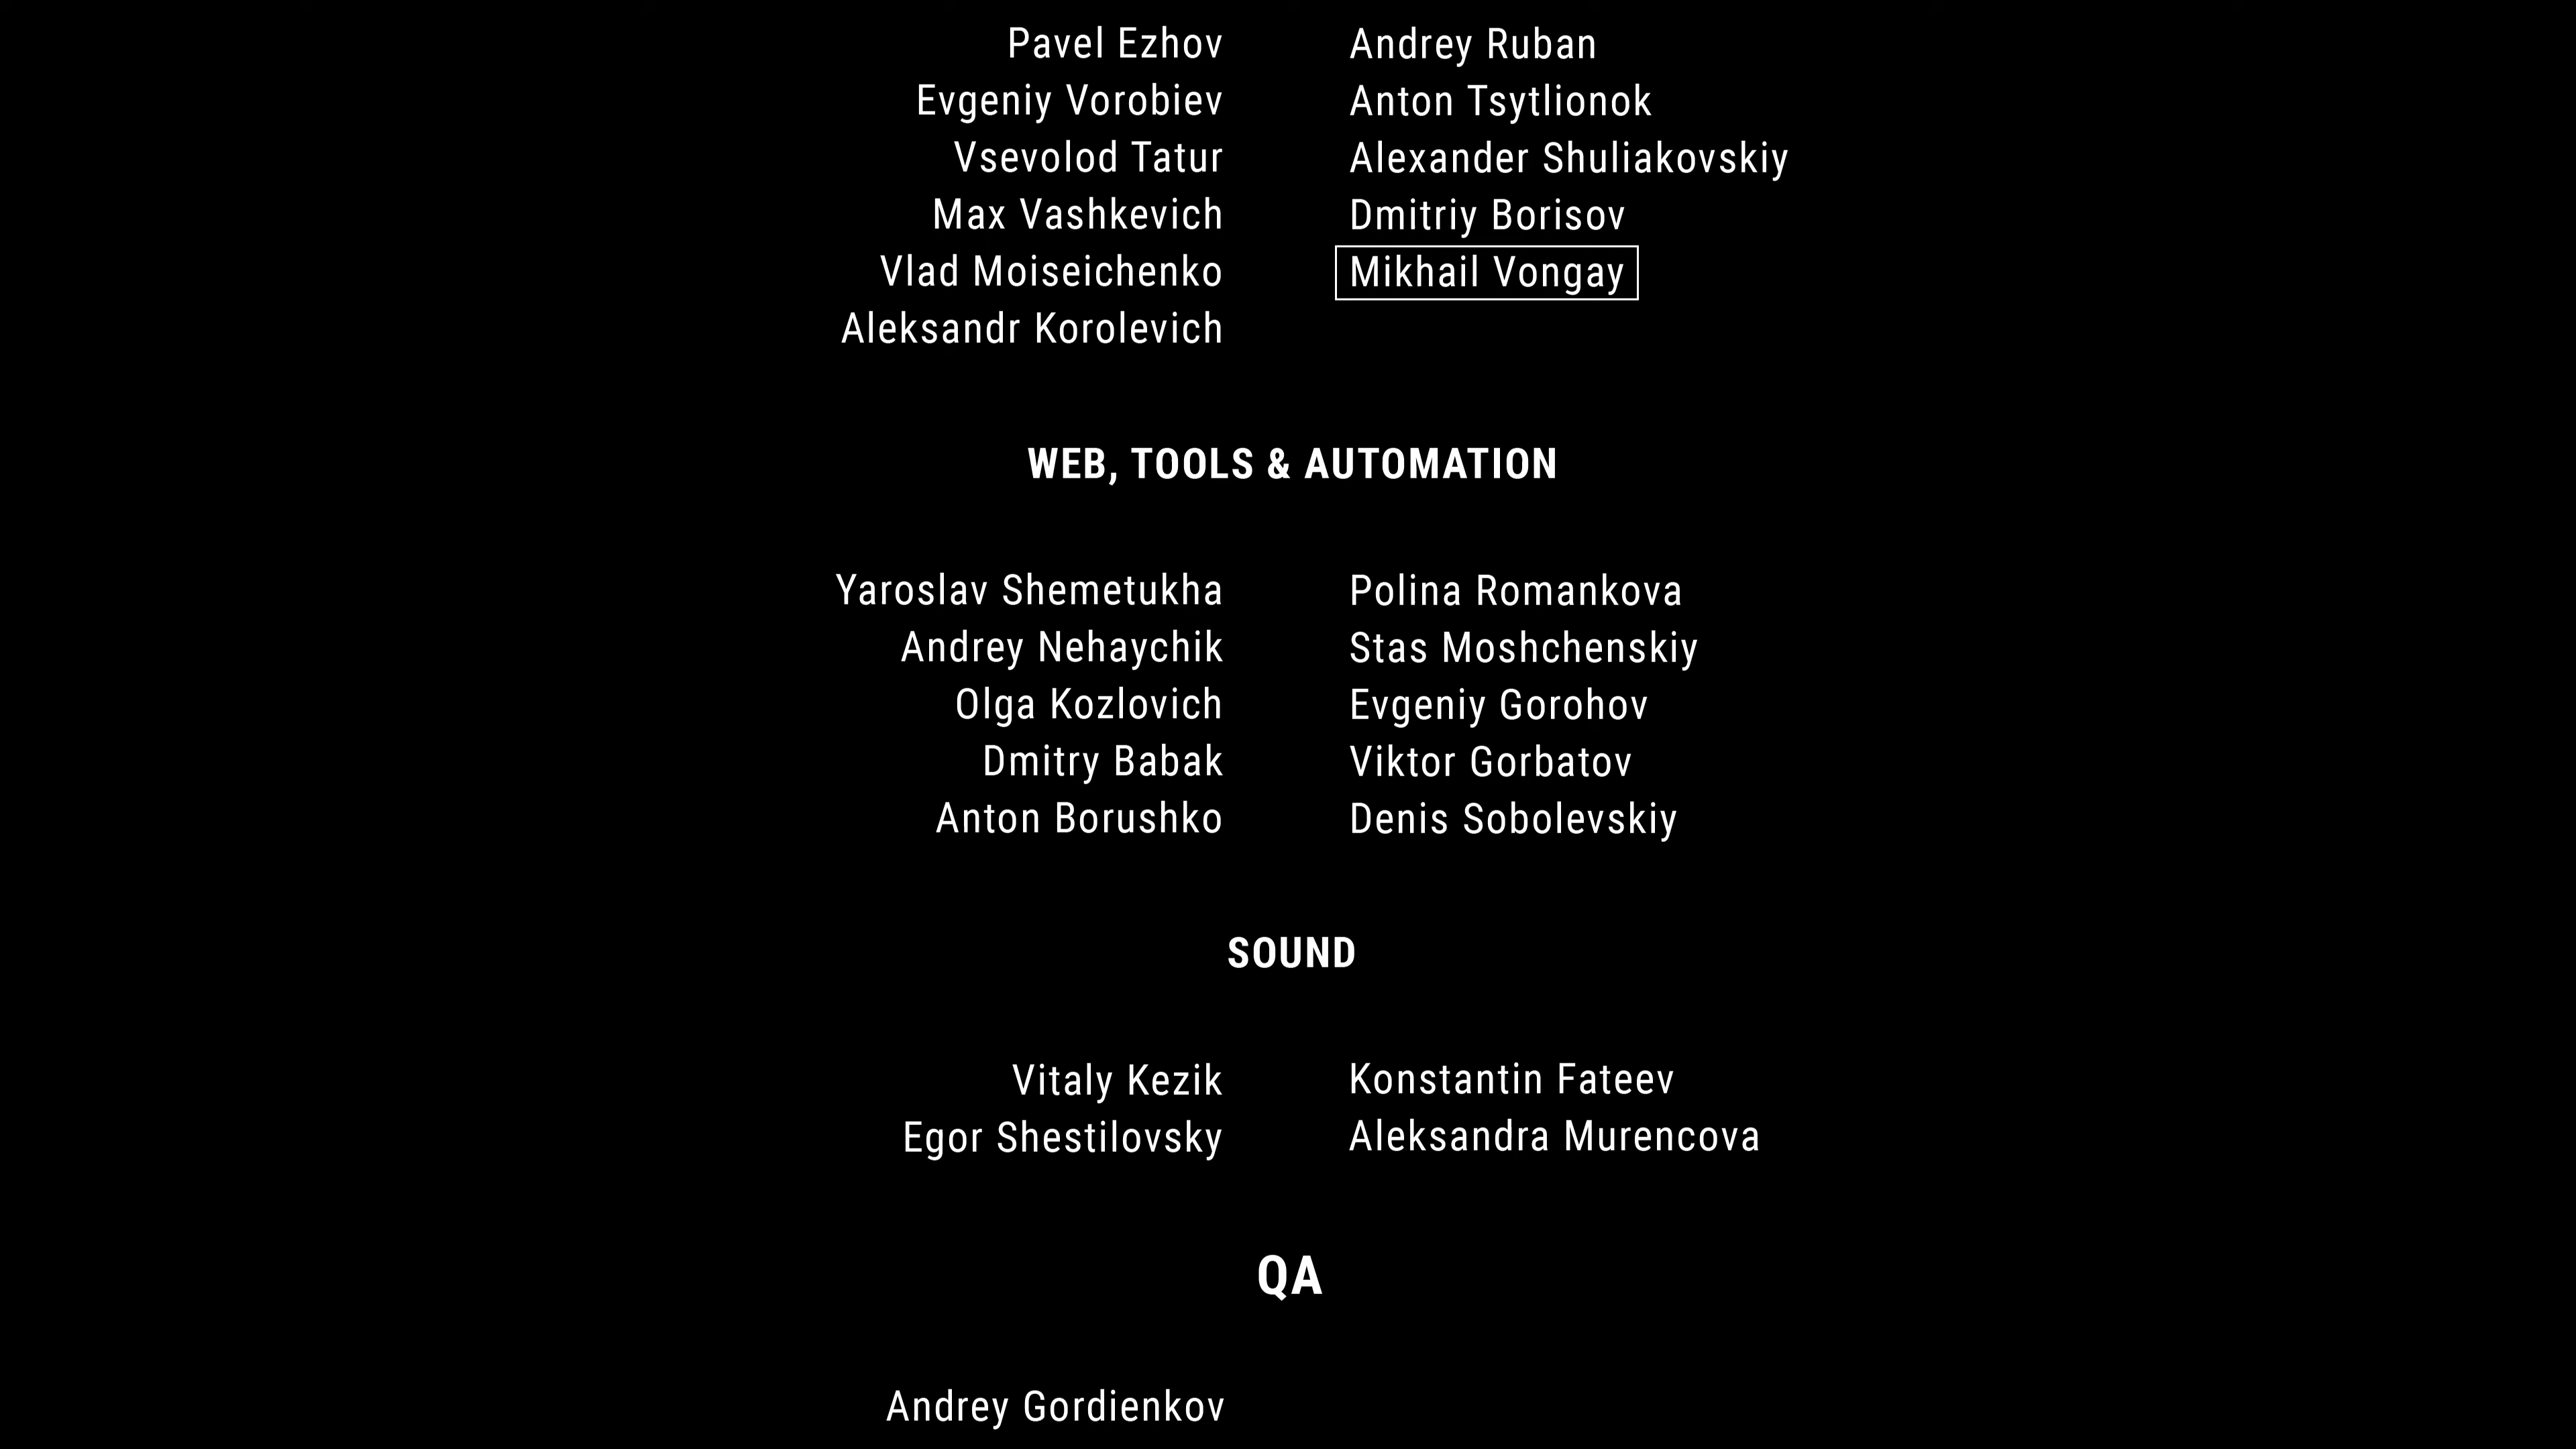 Pavel Ezhov
Evgeniy Vorobiev
Vsevolod Tatur
Max Vashkevich
Vlad Moiseichenko
Aleksandr Korolevich
Andrey Ruban
Anton Tsytlionok
Alexander Shuliakovskiy
Dmitriy Borisov
Mikhail Vongay
WEB, TOOLS & AUTOMATION
Yaroslav Shemetukha
Andrey Nehaychik
Olga Kozlovich
Dmitry Babak
Anton Borushko
Polina Romankova
Stas Moshchenskiy
Evgeniy Gorohov
Viktor Gorbatov
Denis Sobolevskiy
SOUND
Vitaly Kezik
Egor Shestilovsky
Konstantin Fateev
Aleksandra Murencova
QA
Andrey Gordienkov